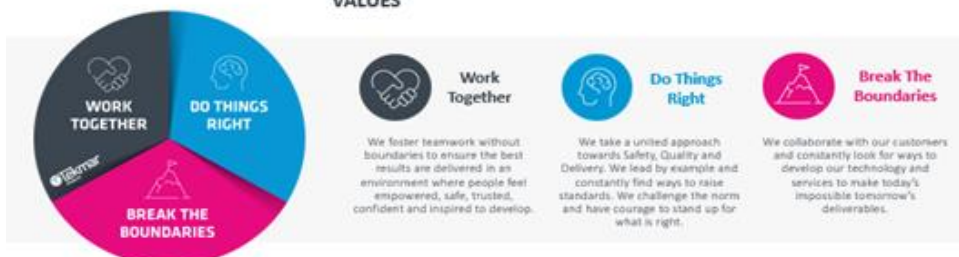 VALUES
WORK
TOGETHER
DO THINGS
RIGHT
Tekmar
BREAK THE
BOUNDARIES
Work
Together
We foster teamwork without
boundaries to ensure the best
results are delivered in an
environment where people feel
empowered, safe, trusted,
confident and inspired to develop.
Do Things
Right
We take a united approach
towards Safety, Quality and
Delivery. We lead by example and
constantly find ways to raise
standards. We challenge the norm
and have courage to stand up for
what is right.
Break The
Boundaries
We collaborate with our customers
and constantly look for ways to
develop our technology and
services to make today's
impossible tomorrow's
deliverables.